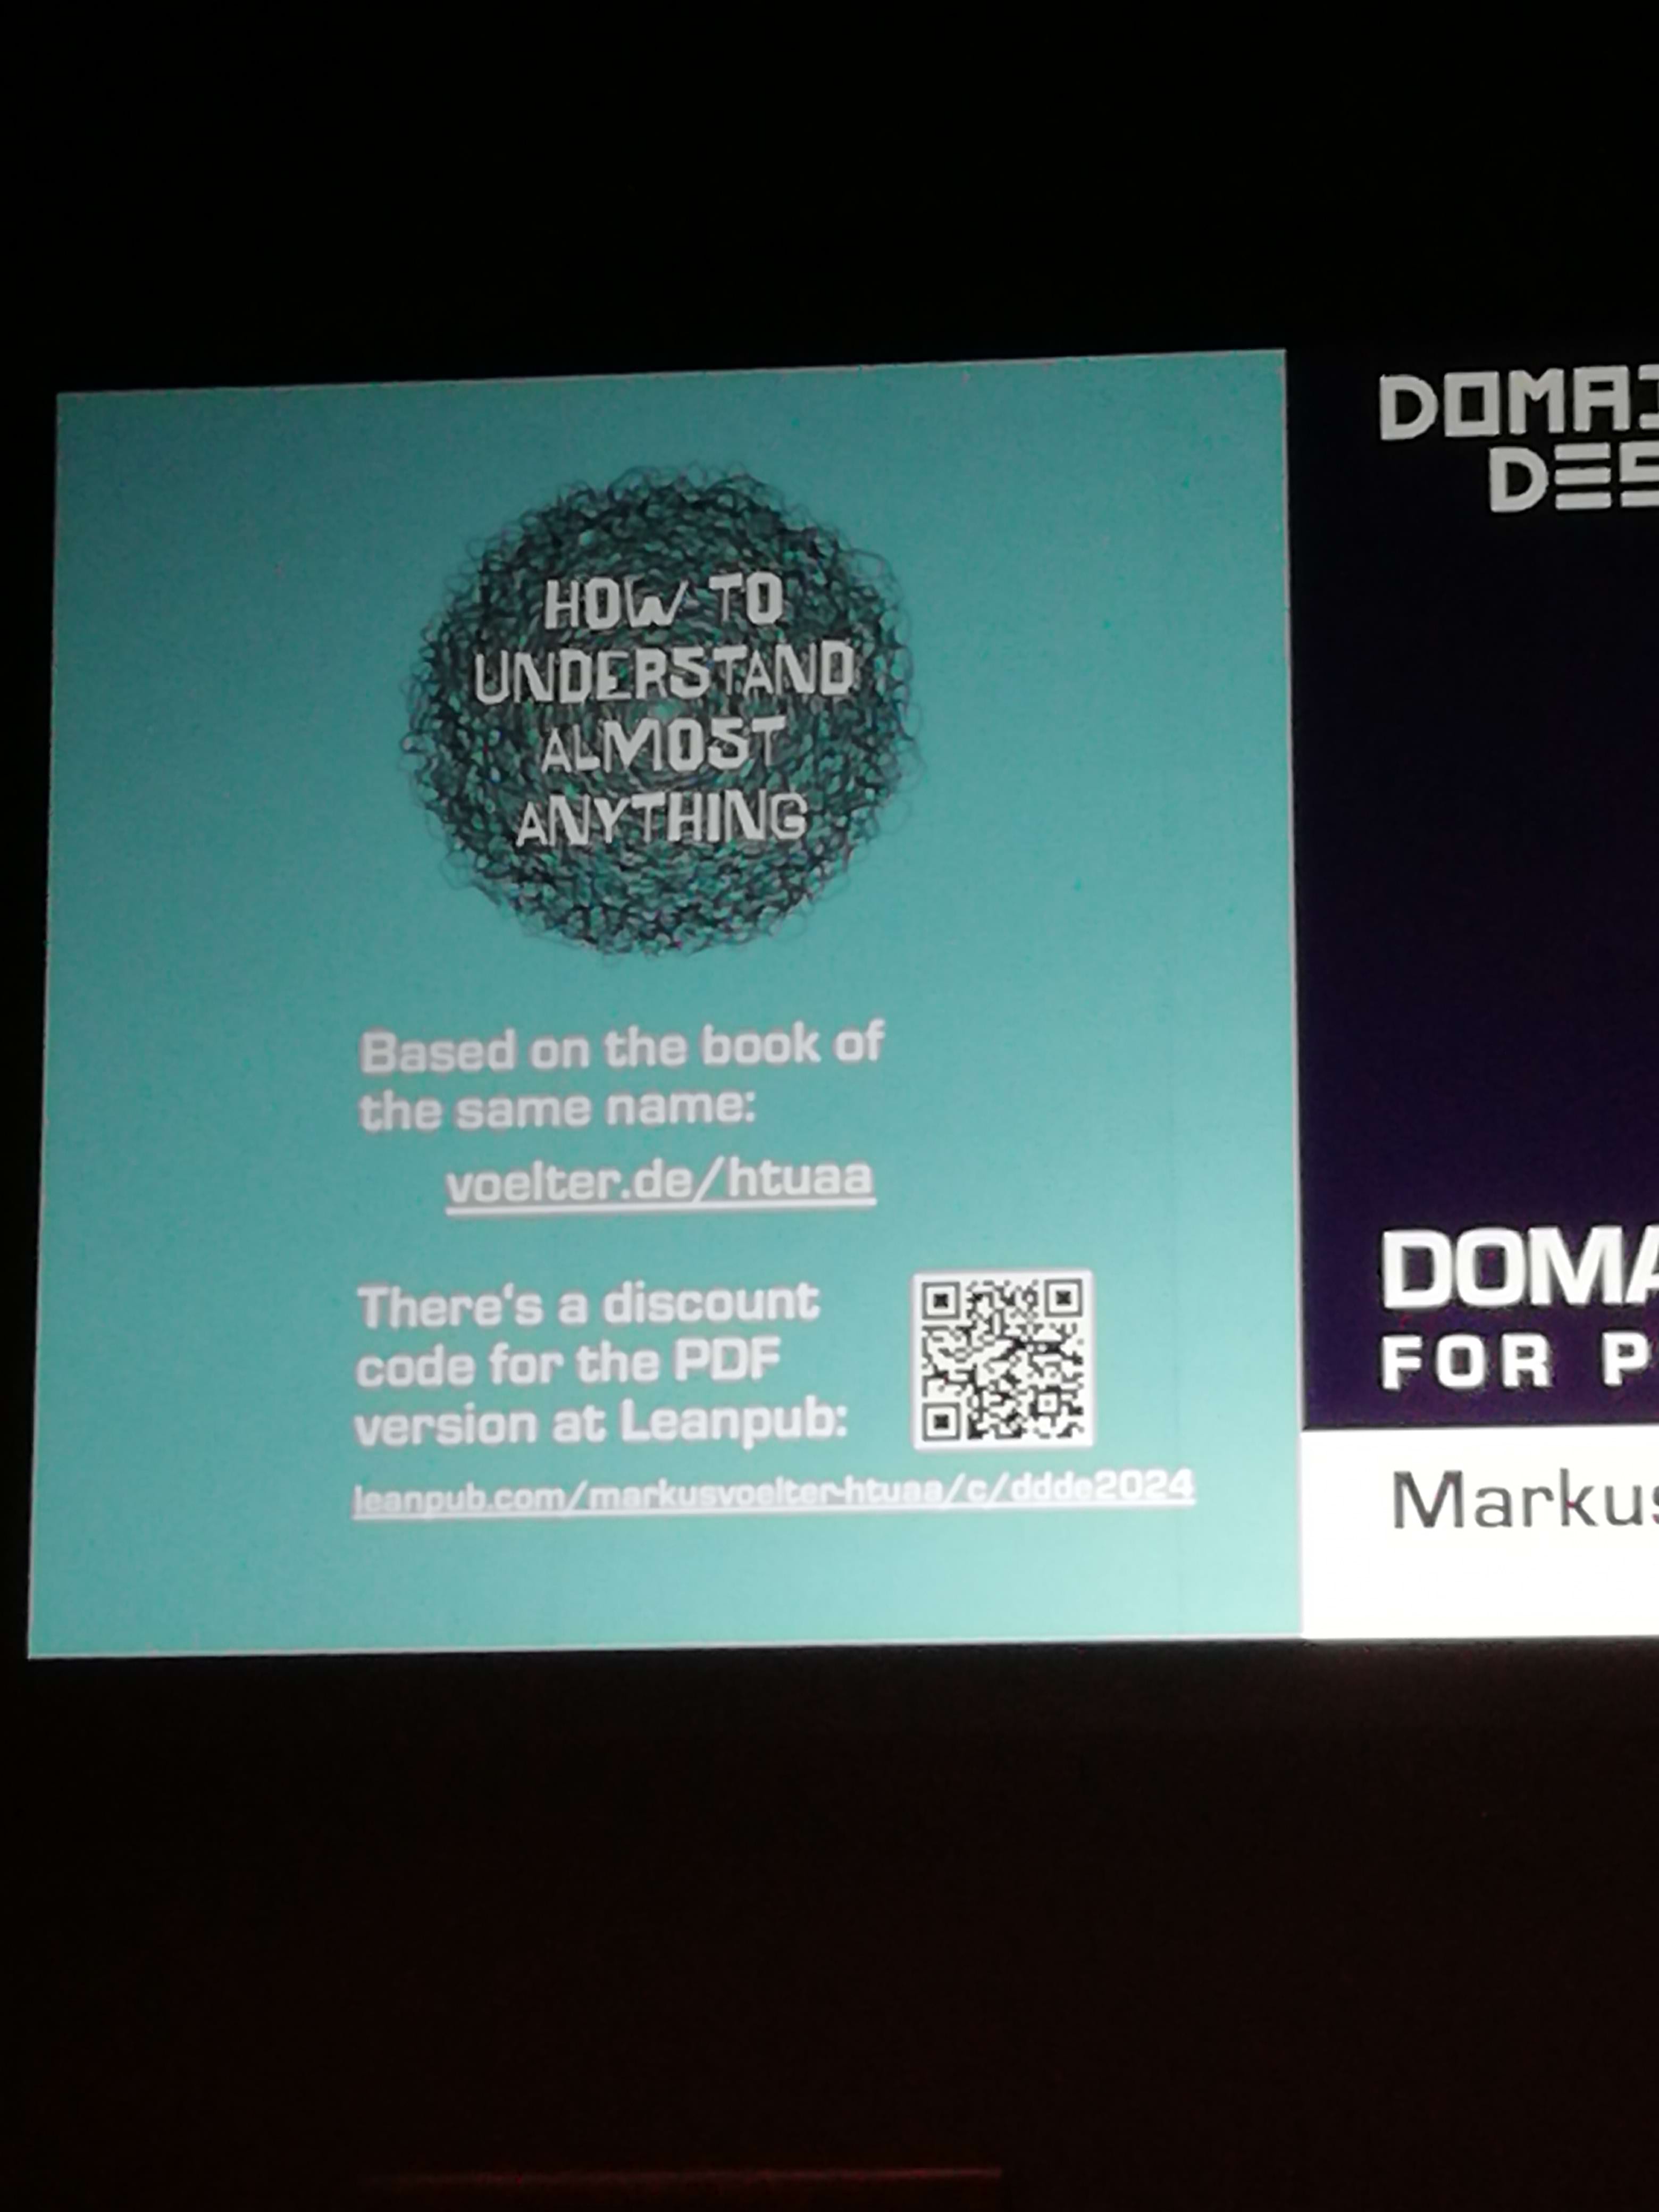 HOW TO
UNDERSTAND
ALMOST
ANYTHING
Based on the book of
the same name:
voelter.de/htuaa
There's a discount
code for the PDF
version at Leanpub:
leanpub.com/markusvoelter-htuaa/c/ddde2024
DOMAI
DES
DOMA
FOR P
Markus